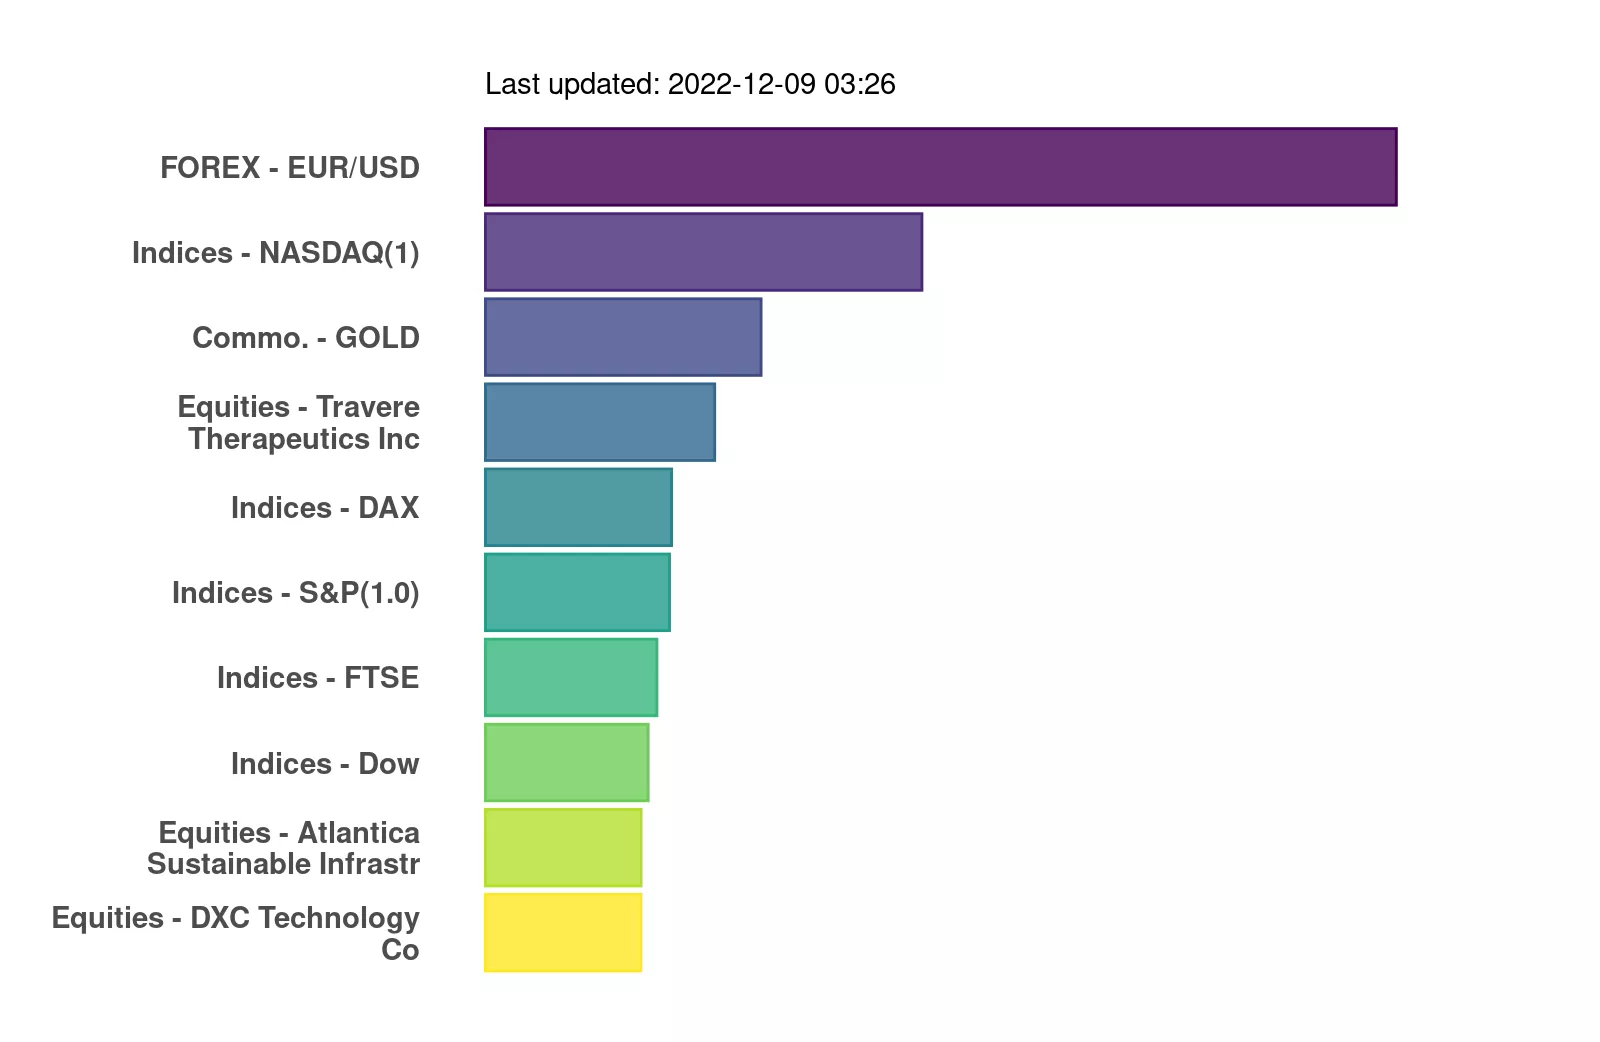 Last updated: 2022-12-09 03:26
FOREX - EUR/USD
Indices - NASDAQ(1)
Commo. - GOLD
Equities - Travere
Therapeutics Inc
Indices - DAX
Indices - S&P(1.0)
Indices - FTSE
Indices - Dow
Equities - Atlantica
Sustainable Infrastr
Equities - DXC Technology
Co